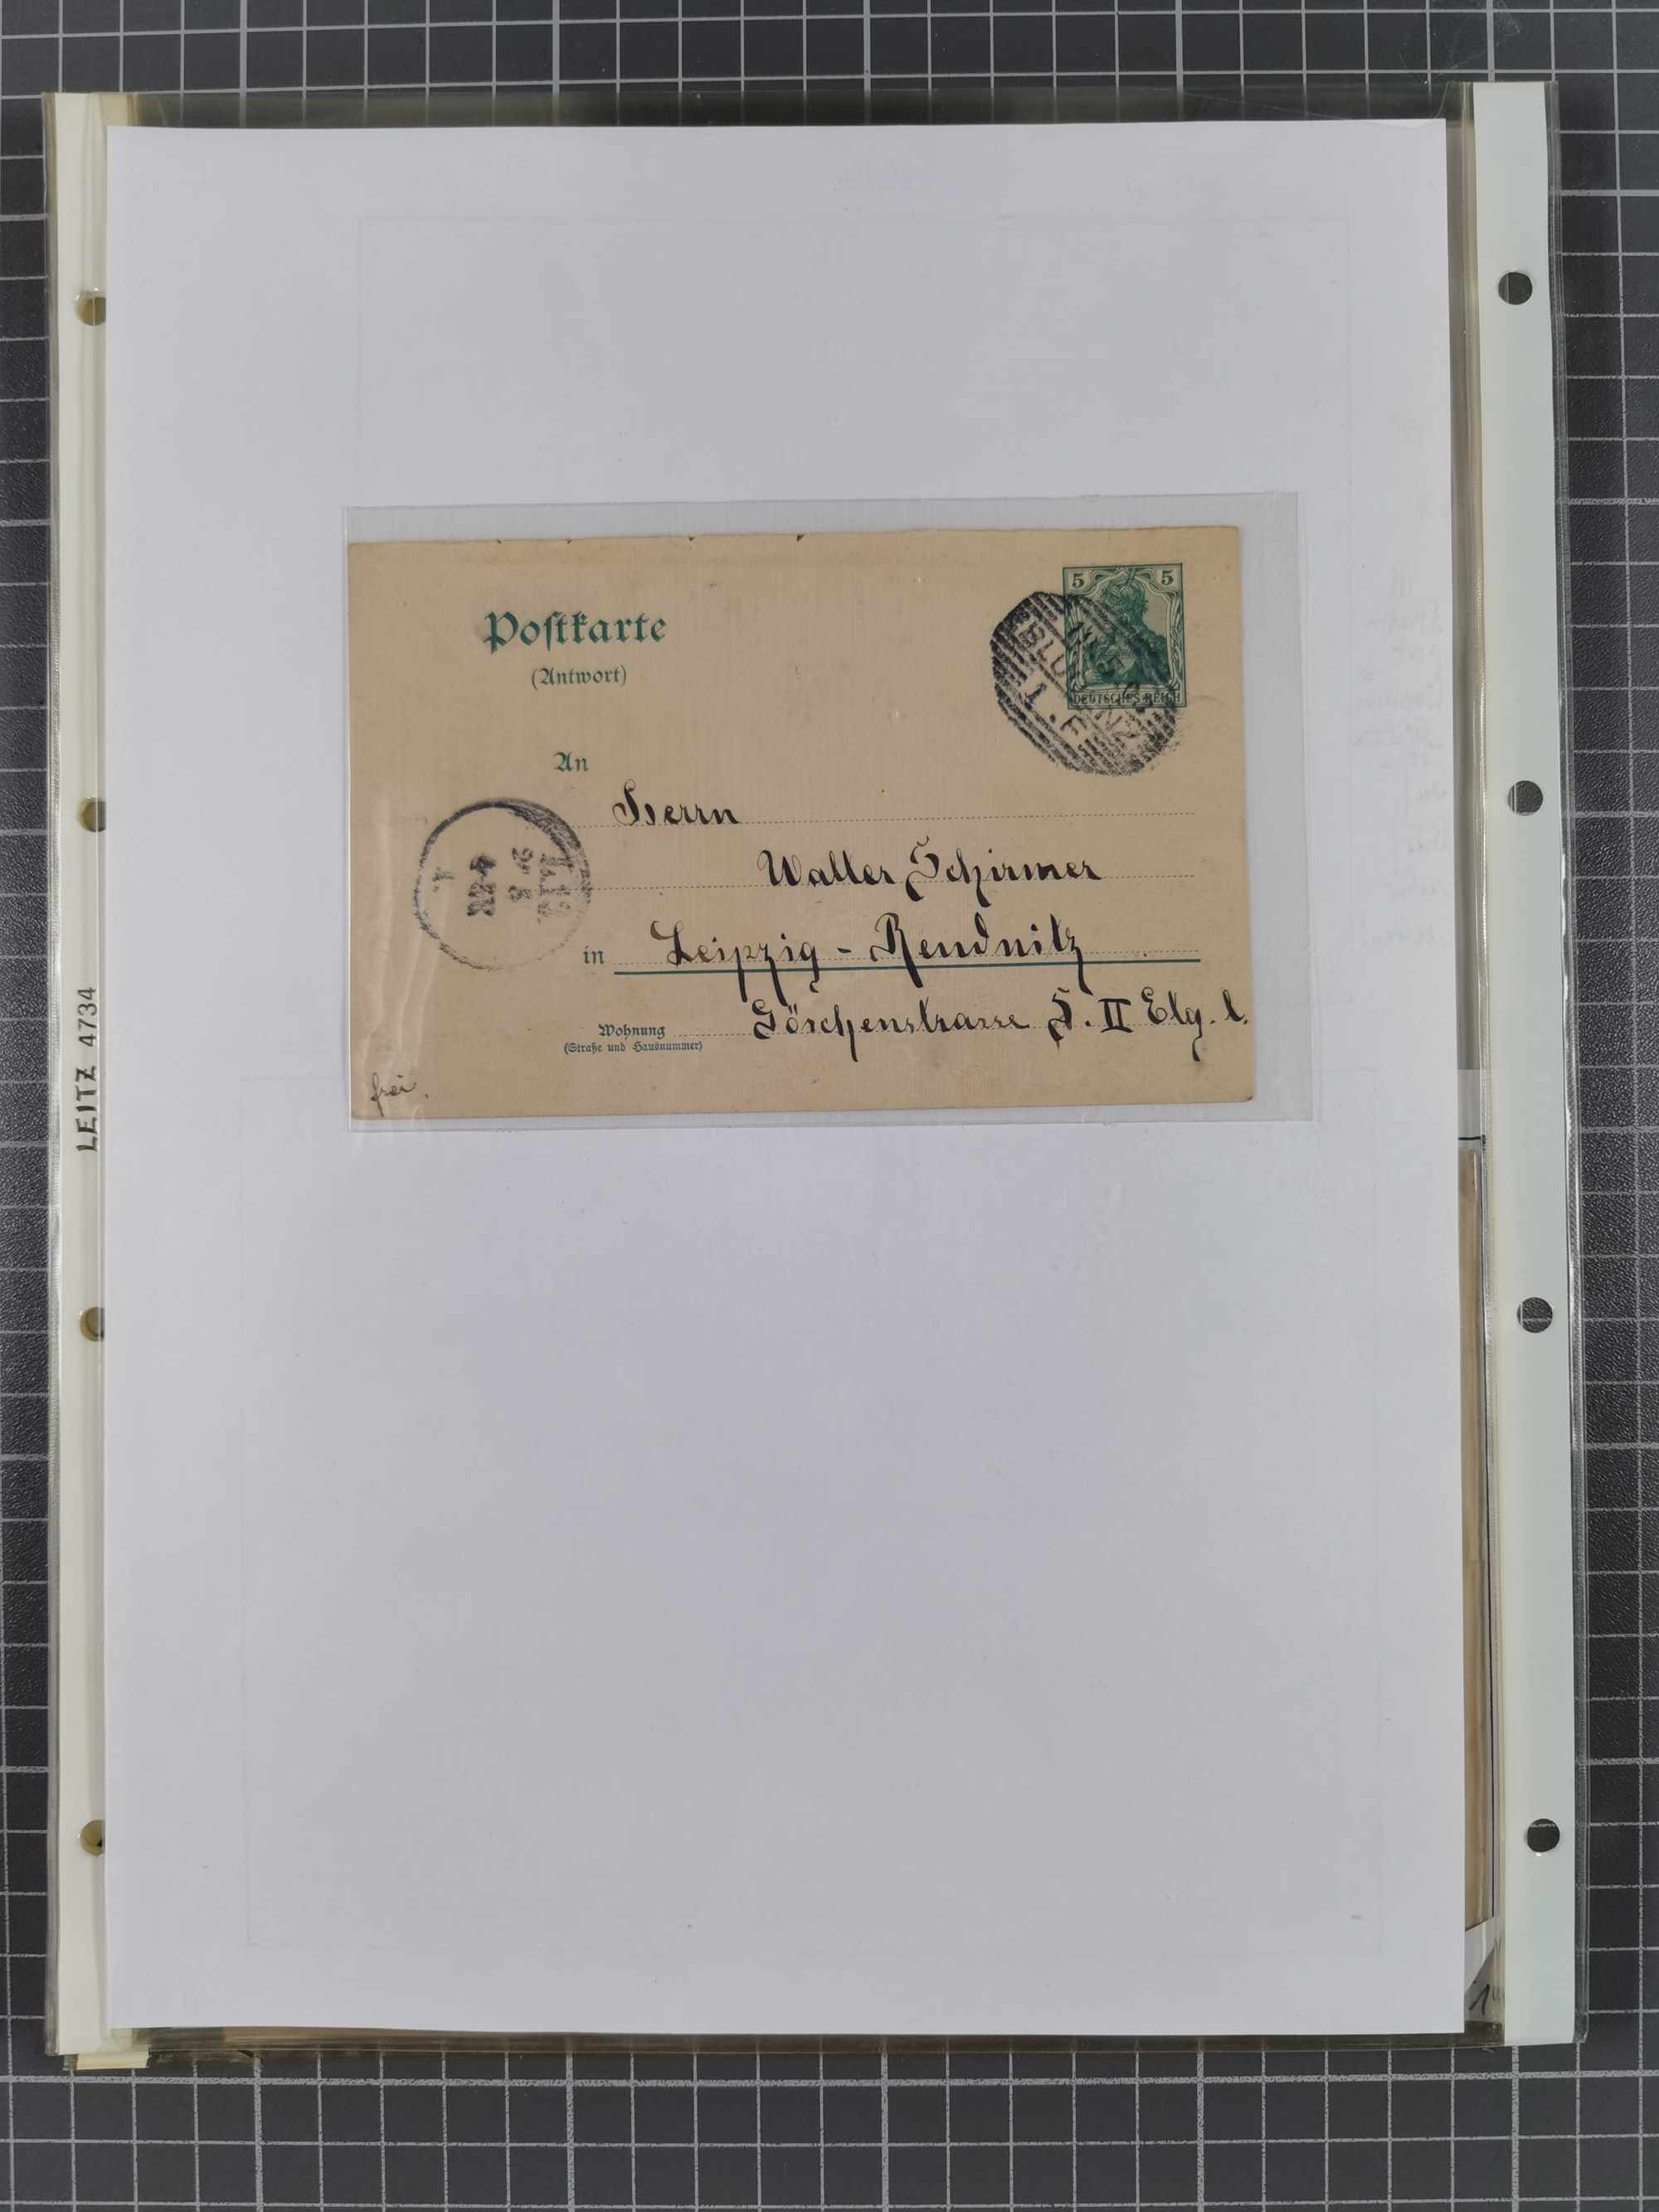 5 5
DEUTSCHES REICH
Postkarte
(Antwort)
An
Herrn
Walter Schirmer
in Leipzig - Reudnitz
Wohnung
(Straße und Hausnummer)
Göschenstrasse 5. II Etg. l.
frei.
LEITZ 4734